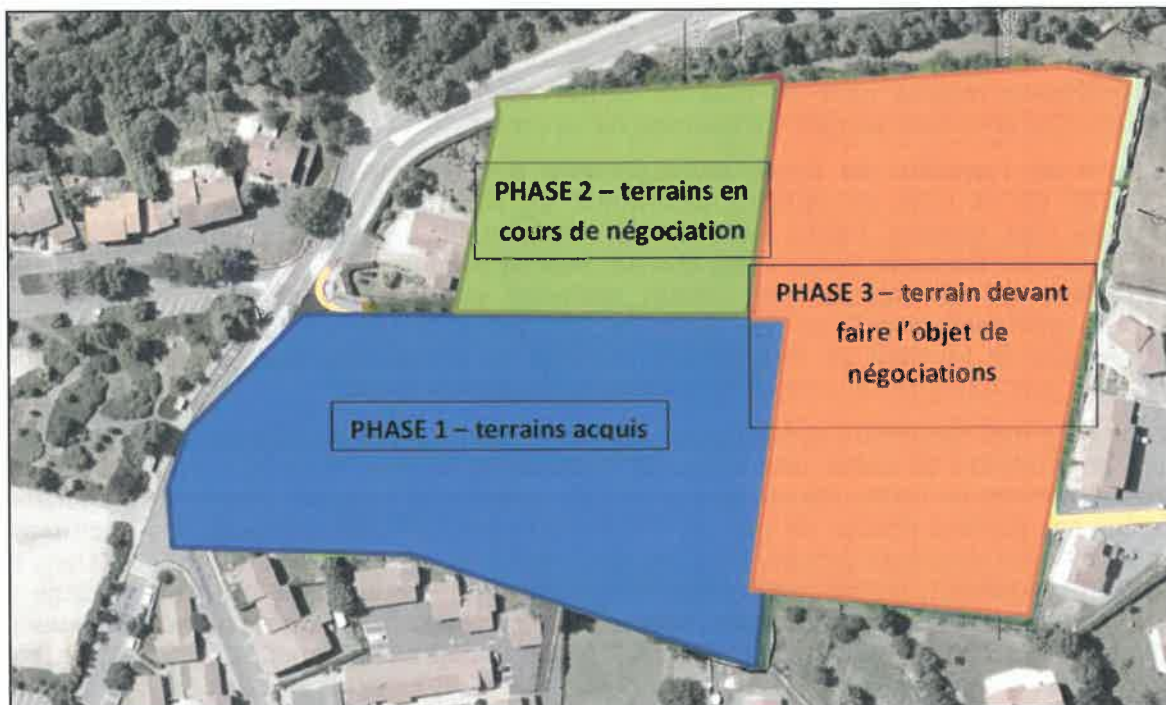 PHASE 2 – terrains en
cours de négociation
PHASE 3 – terrain devant
faire l'objet de
négociations
PHASE 1 – terrains acquis